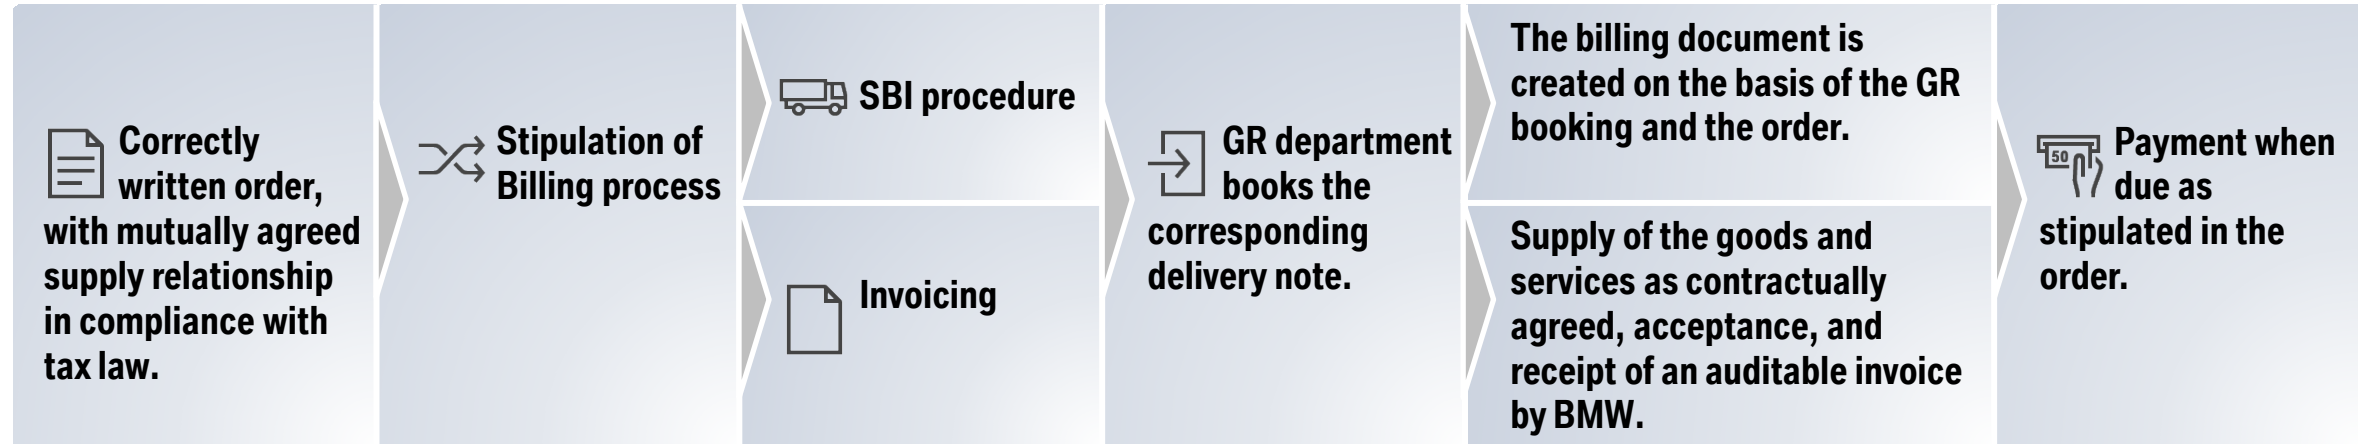 Correctly
written order,
with mutually agreed
supply relationship
in compliance with
tax law.
Stipulation of
Billing process
SBI procedure
Invoicing
GR department
books the
corresponding
delivery note.
The billing document is
created on the basis of the GR
booking and the order.
Supply of the goods and
services as contractually
agreed, acceptance, and
receipt of an auditable invoice
by BMW.
50
Payment when
due as
stipulated in the
order.